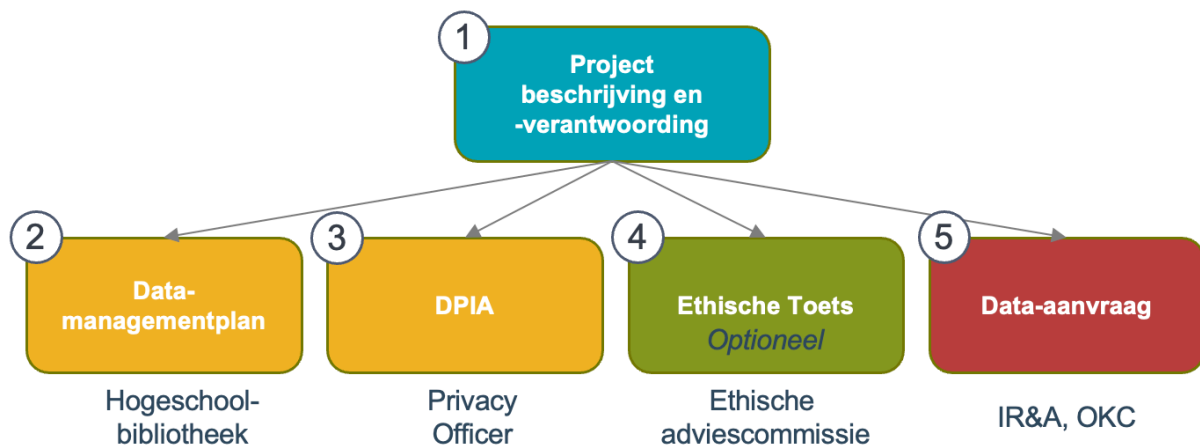 1
Project
beschrijving en
-verantwoording
2
Data-
managementplan
Hogeschool-
bibliotheek
3
DPIA
Privacy
Officer
4
Ethische Toets
Optioneel
Ethische
adviescommissie
5
Data-aanvraag
IR&A, OKC